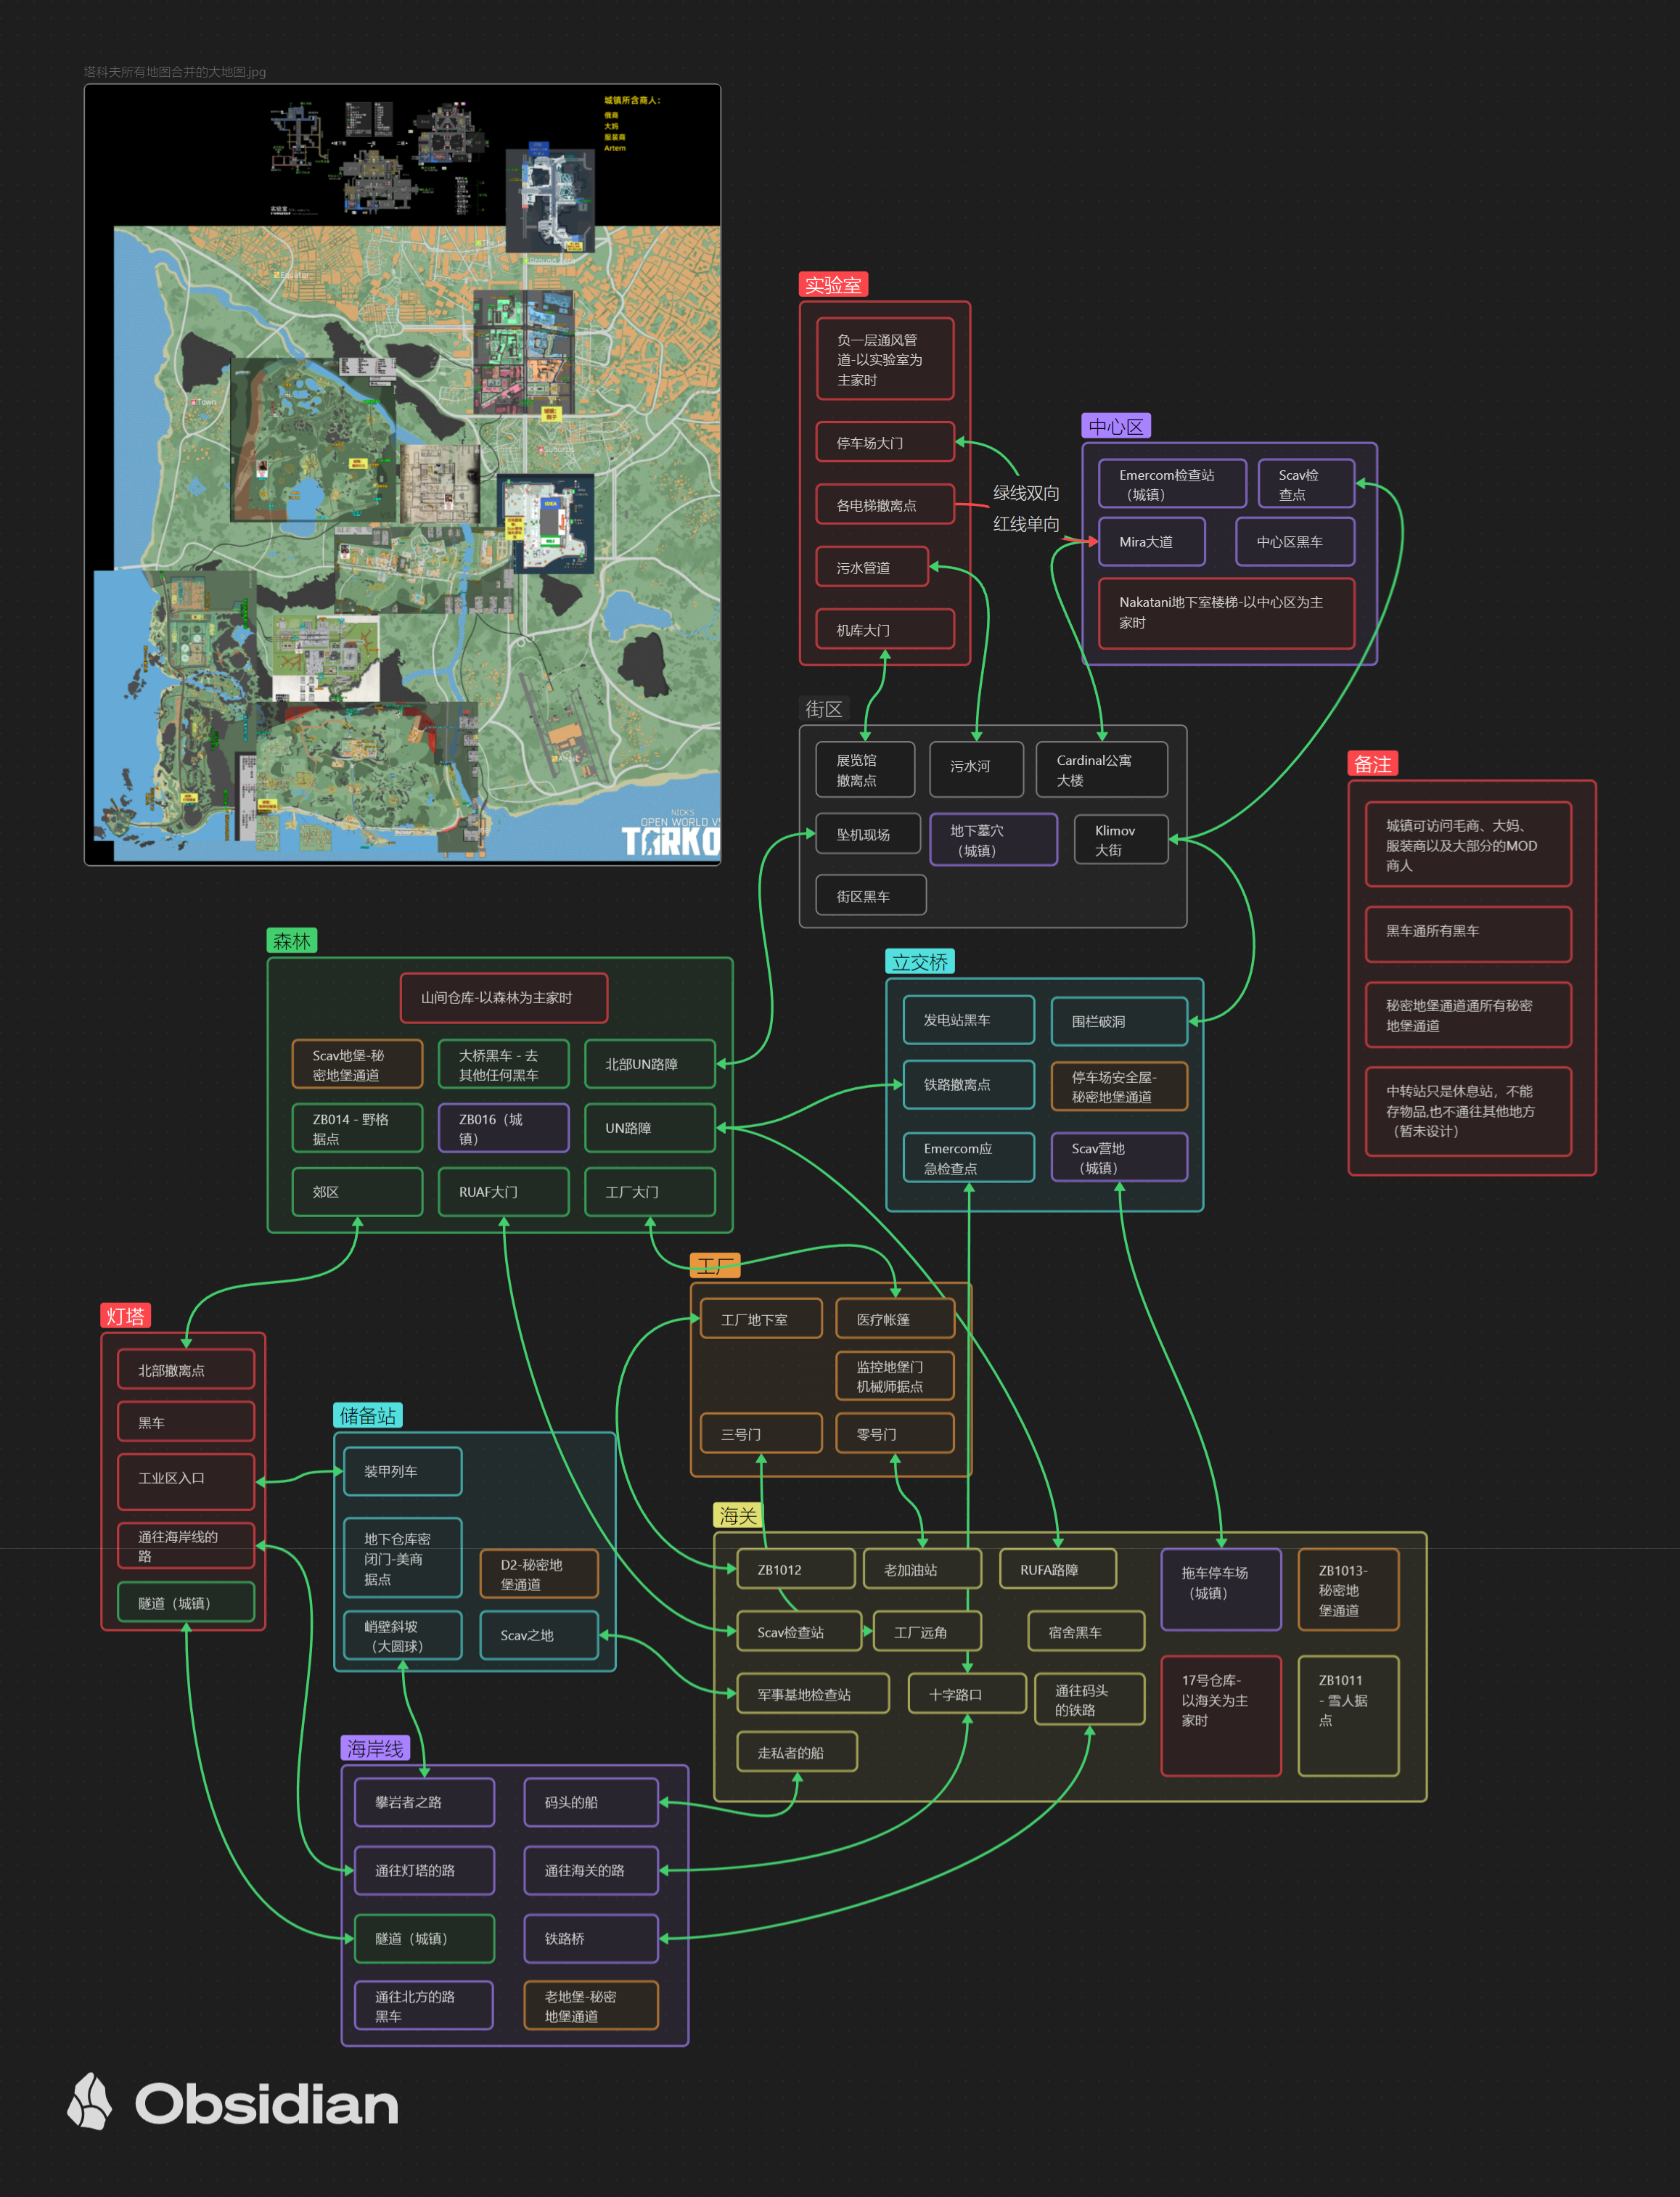 塔科夫所有地图合并的大地图.jpg
城镇所含商人：
俄商
大妈
服装商
Artem
实验室
Equator
Ground Zero
Town
Suburbs
IDEA
NICK'S
OPEN WORLD V
TARKO
实验室
负一层通风管
道-以实验室为
主家时
停车场大门
各电梯撤离点
污水管道
机库大门
绿线双向
红线单向
中心区
Emercom检查站
（城镇）
Scav检
查点
Mira大道
中心区黑车
Nakatani地下室楼梯-以中心区为主
家时
街区
展览馆
撤离点
污水河
Cardinal公寓
大楼
坠机现场
地下墓穴
（城镇）
Klimov
大街
街区黑车
备注
城镇可访问毛商、大妈、
服装商以及大部分的MOD
商人
黑车通所有黑车
秘密地堡通道通所有秘密
地堡通道
中转站只是休息站，不能
存物品,也不通往其他地方
（暂未设计）
森林
山间仓库-以森林为主家时
Scav地堡-秘
密地堡通道
大桥黑车 - 去
其他任何黑车
北部UN路障
ZB014 - 野格
据点
ZB016（城
镇）
UN路障
郊区
RUAF大门
工厂大门
立交桥
发电站黑车
围栏破洞
铁路撤离点
停车场安全屋-
秘密地堡通道
Emercom应
急检查点
Scav营地
（城镇）
工厂
工厂地下室
医疗帐篷
监控地堡门
机械师据点
三号门
零号门
灯塔
北部撤离点
黑车
工业区入口
通往海岸线的
路
隧道（城镇）
储备站
装甲列车
地下仓库密
闭门-美商
据点
D2-秘密地
堡通道
峭壁斜坡
（大圆球）
Scav之地
海关
ZB1012
老加油站
RUFA路障
拖车停车场
（城镇）
ZB1013-
秘密地
堡通道
Scav检查站
工厂远角
宿舍黑车
军事基地检查站
十字路口
通往码头
的铁路
17号仓库-
以海关为主
家时
ZB1011
- 雪人据
点
走私者的船
海岸线
攀岩者之路
码头的船
通往灯塔的路
通往海关的路
隧道（城镇）
铁路桥
通往北方的路
黑车
老地堡-秘密
地堡通道
Obsidian